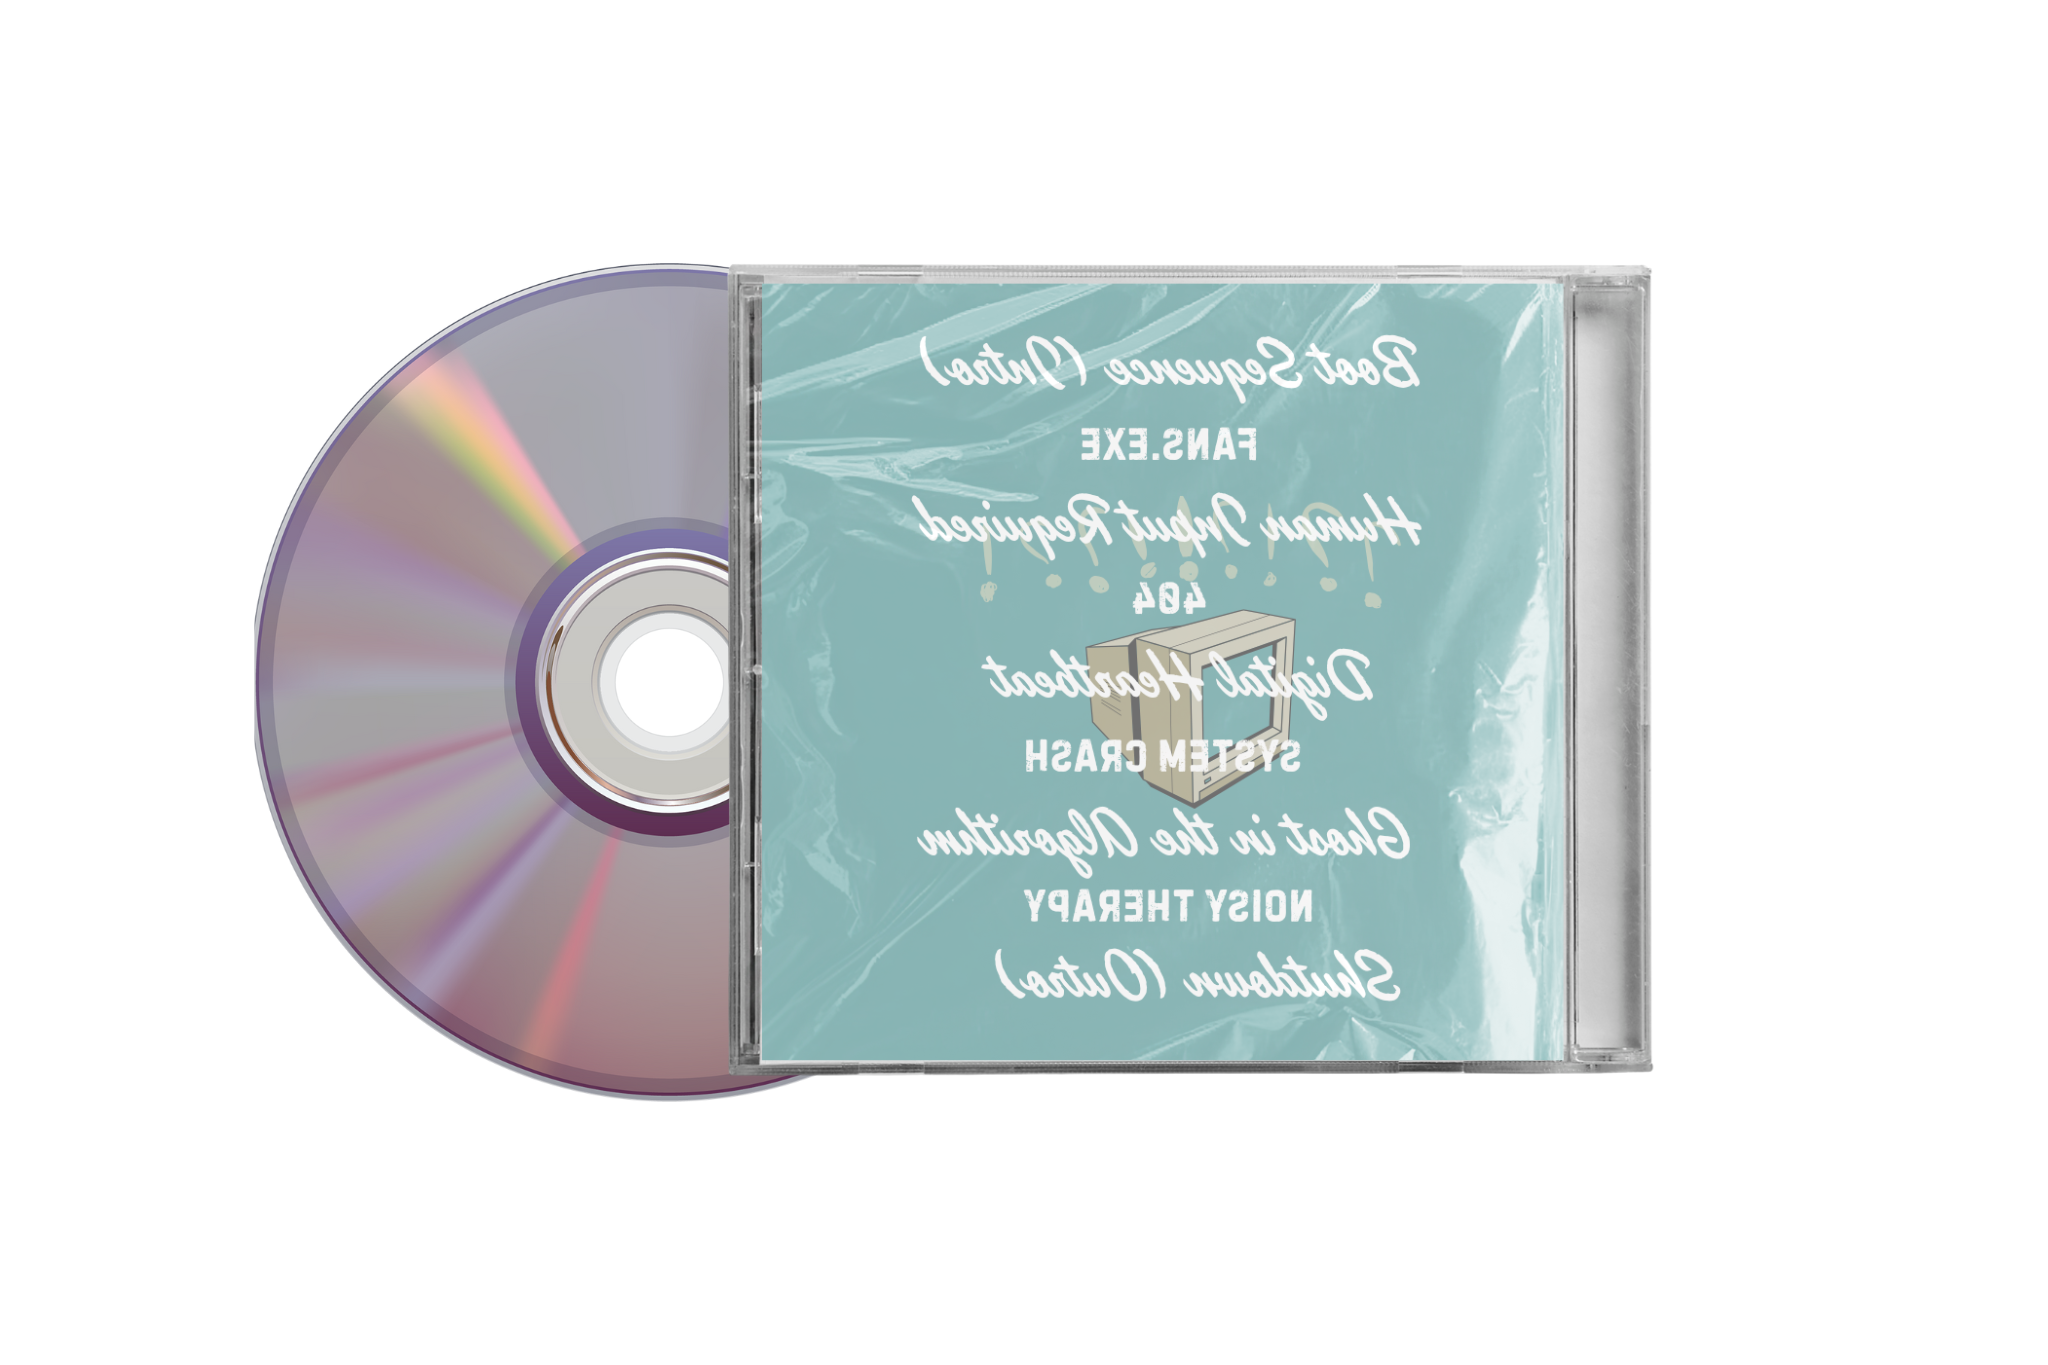 Boot Sequence (Intro)
FANS.EXE
Human Input Required
404
Digital Heartbeat
SYSTEM CRASH
Ghost in the Algorithm
NOISY THERAPY
Shutdown (Outro)